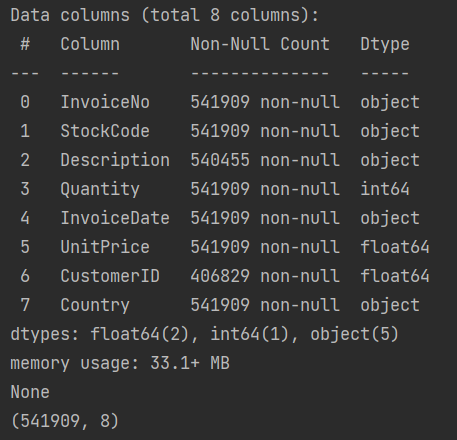 Data columns (total 8 columns):
 #   Column       Non-Null Count   Dtype
---  ------       --------------   -----
 0   InvoiceNo    541909 non-null  object
 1   StockCode    541909 non-null  object
 2   Description  540455 non-null  object
 3   Quantity     541909 non-null  int64
 4   InvoiceDate  541909 non-null  object
 5   UnitPrice    541909 non-null  float64
 6   CustomerID   406829 non-null  float64
 7   Country      541909 non-null  object
dtypes: float64(2), int64(1), object(5)
memory usage: 33.1+ MB
None
(541909, 8)